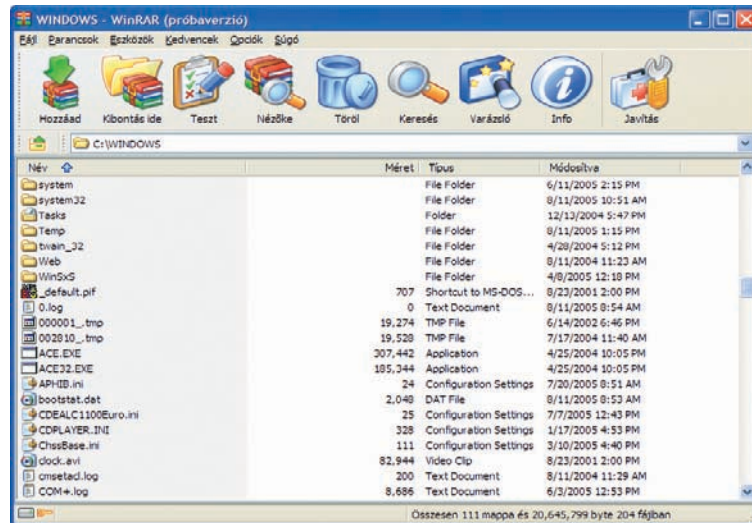 WINDOWS - WinRAR (próbaverzió)
Fájl Parancsok Eszközök Kedvencek Opciók Súgó
Hozzáad Kibontás ide Teszt Nézőke Töröl Keresés Varázsló Info Javítás
C:\WINDOWS
Név Méret Típus Módosítva
system File Folder 6/11/2005 2:15 PM
system32 File Folder 8/11/2005 10:51 AM
Tasks Folder 12/13/2004 5:47 PM
Temp File Folder 8/11/2005 1:15 PM
twain_32 File Folder 4/28/2004 5:12 PM
Web File Folder 8/11/2004 11:23 AM
WinSxS File Folder 4/8/2005 12:18 PM
_default.pif 707 Shortcut to MS-DOS... 8/23/2001 2:00 PM
0.log 0 Text Document 8/11/2005 8:54 AM
000001_.tmp 19,274 TMP File 6/14/2002 6:46 PM
002810_.tmp 19,528 TMP File 7/17/2004 11:40 AM
ACE.EXE 307,442 Application 4/25/2004 10:05 PM
ACE32.EXE 185,344 Application 4/25/2004 10:05 PM
APHIB.ini 24 Configuration Settings 7/20/2005 8:51 AM
bootstat.dat 2,048 DAT File 8/11/2005 8:53 AM
CDEALC1100Euro.ini 25 Configuration Settings 7/7/2005 12:43 PM
CDPLAYER.INI 328 Configuration Settings 1/17/2005 4:53 PM
ChssBase.ini 111 Configuration Settings 3/10/2005 4:40 PM
clock.avi 82,944 Video Clip 8/23/2001 2:00 PM
cmsetacl.log 200 Text Document 8/11/2004 11:29 AM
COM+.log 8,686 Text Document 6/3/2005 12:53 PM
Összesen 111 mappa és 20,645,799 byte 204 fájlban